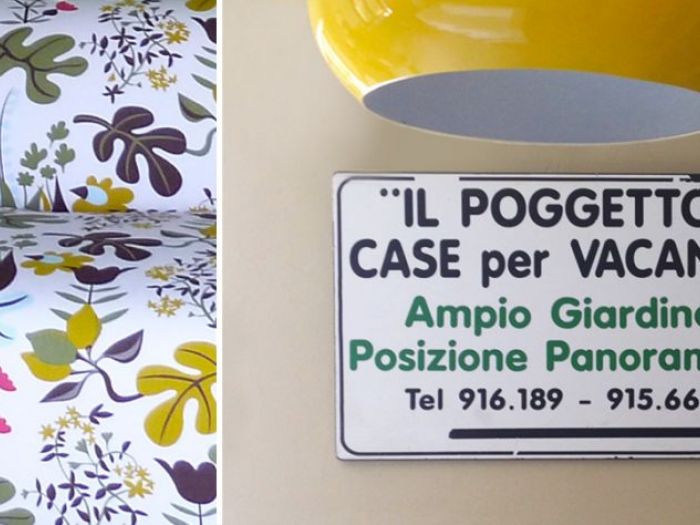 "IL POGGETTO
CASE per VACAN
Ampio Giardino
Posizione Panoram
Tel 916.189 - 915.66